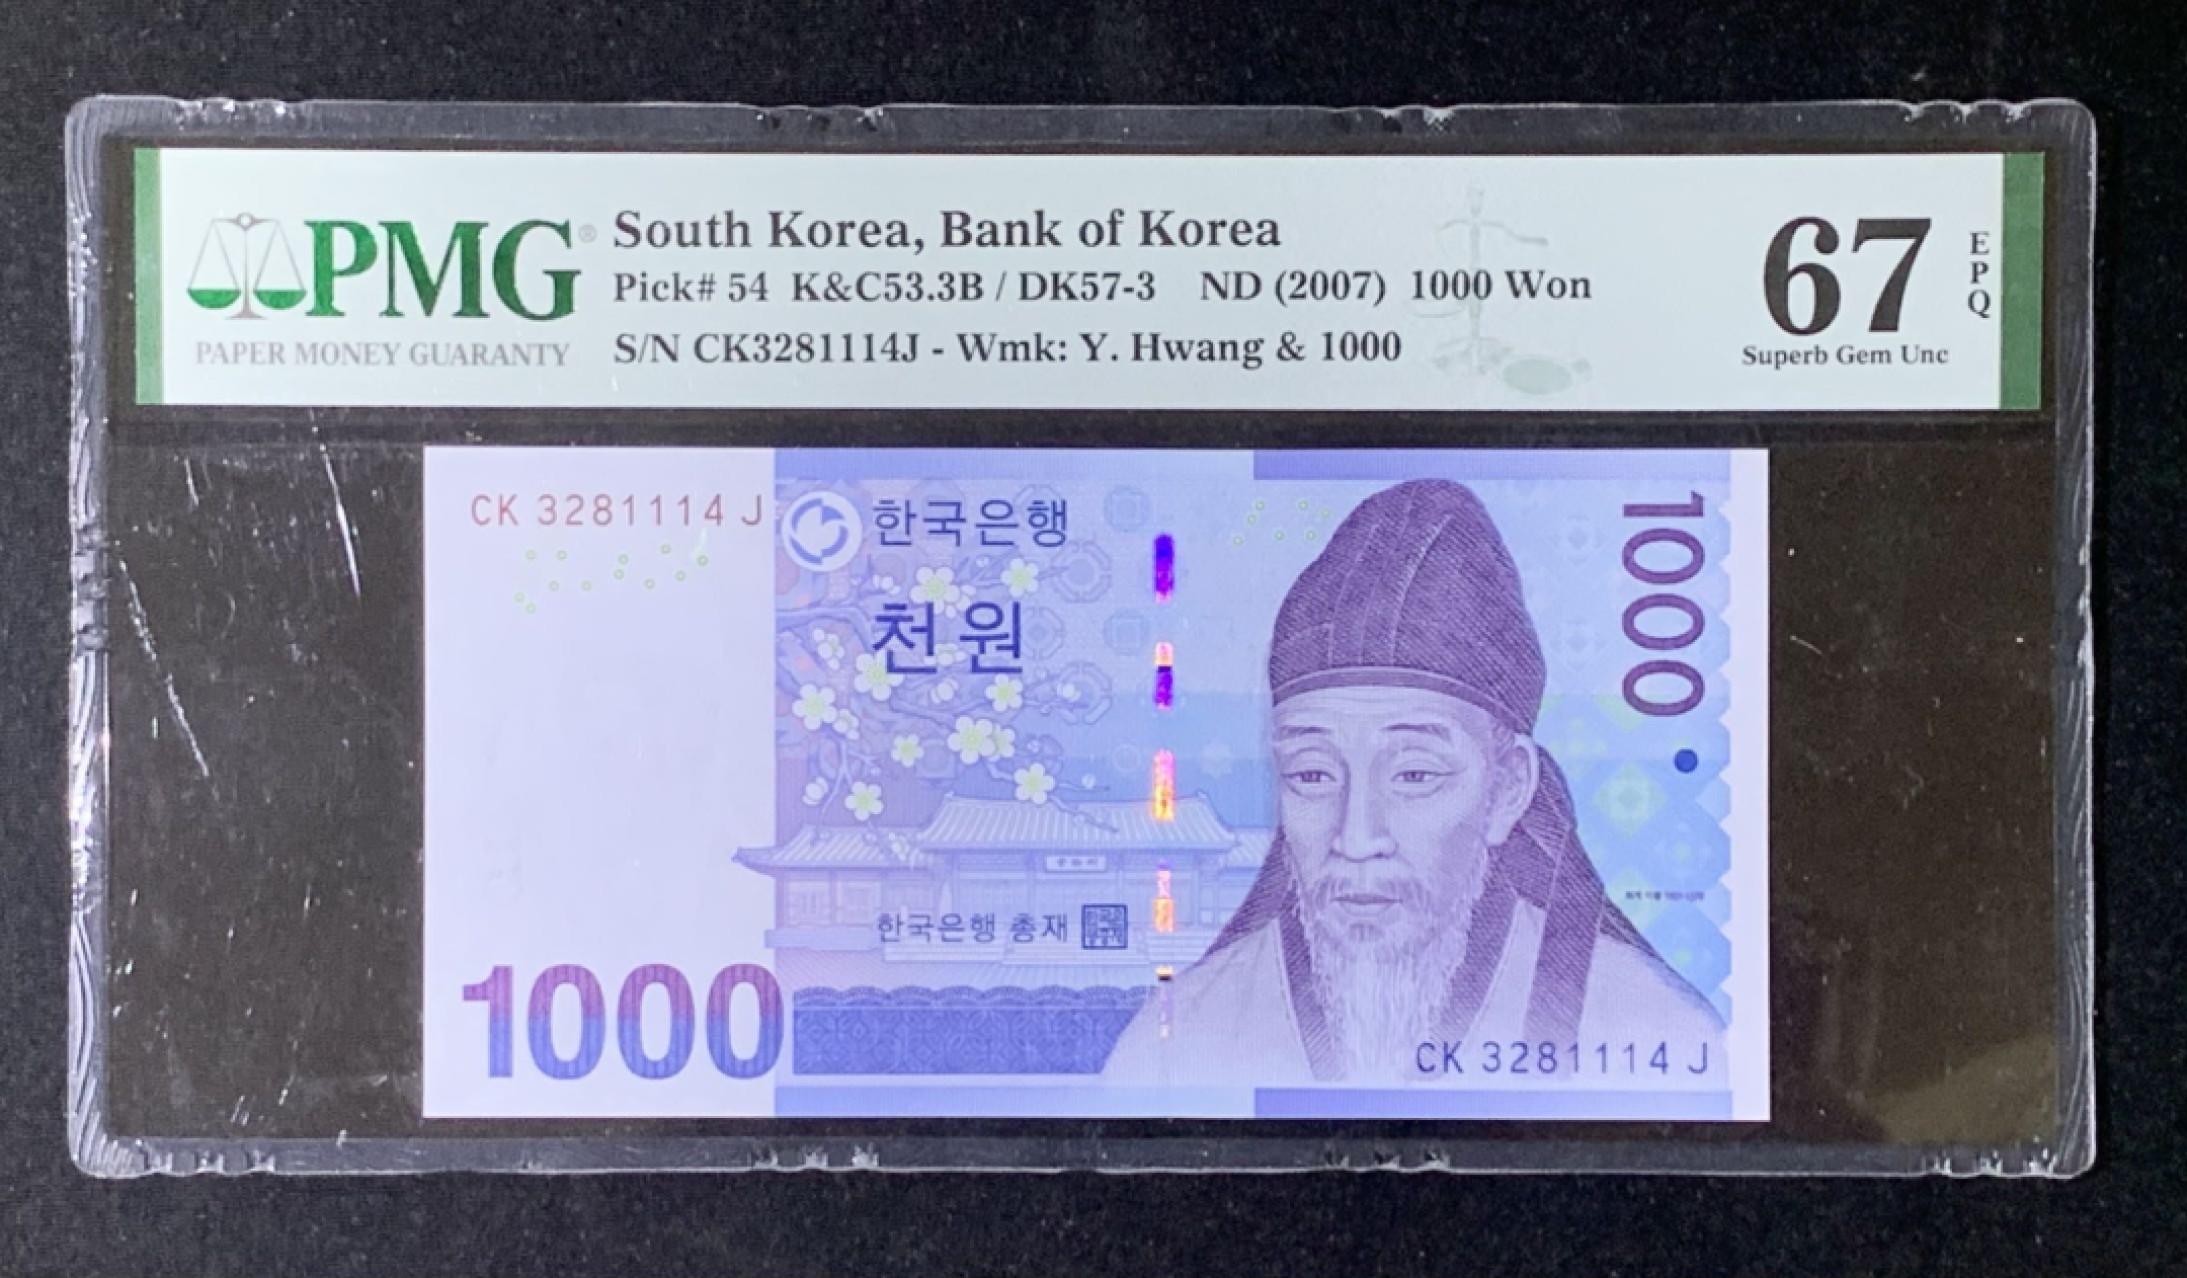 PMG®
PAPER MONEY GUARANTY
South Korea, Bank of Korea
Pick# 54 K&C53.3B / DK57-3 ND (2007) 1000 Won
S/N CK3281114J - Wmk: Y. Hwang & 1000
67
EPQ
Superb Gem Unc
CK 3281114 J
한국은행
천원
1000
한국은행 총재
1000
CK 3281114 J